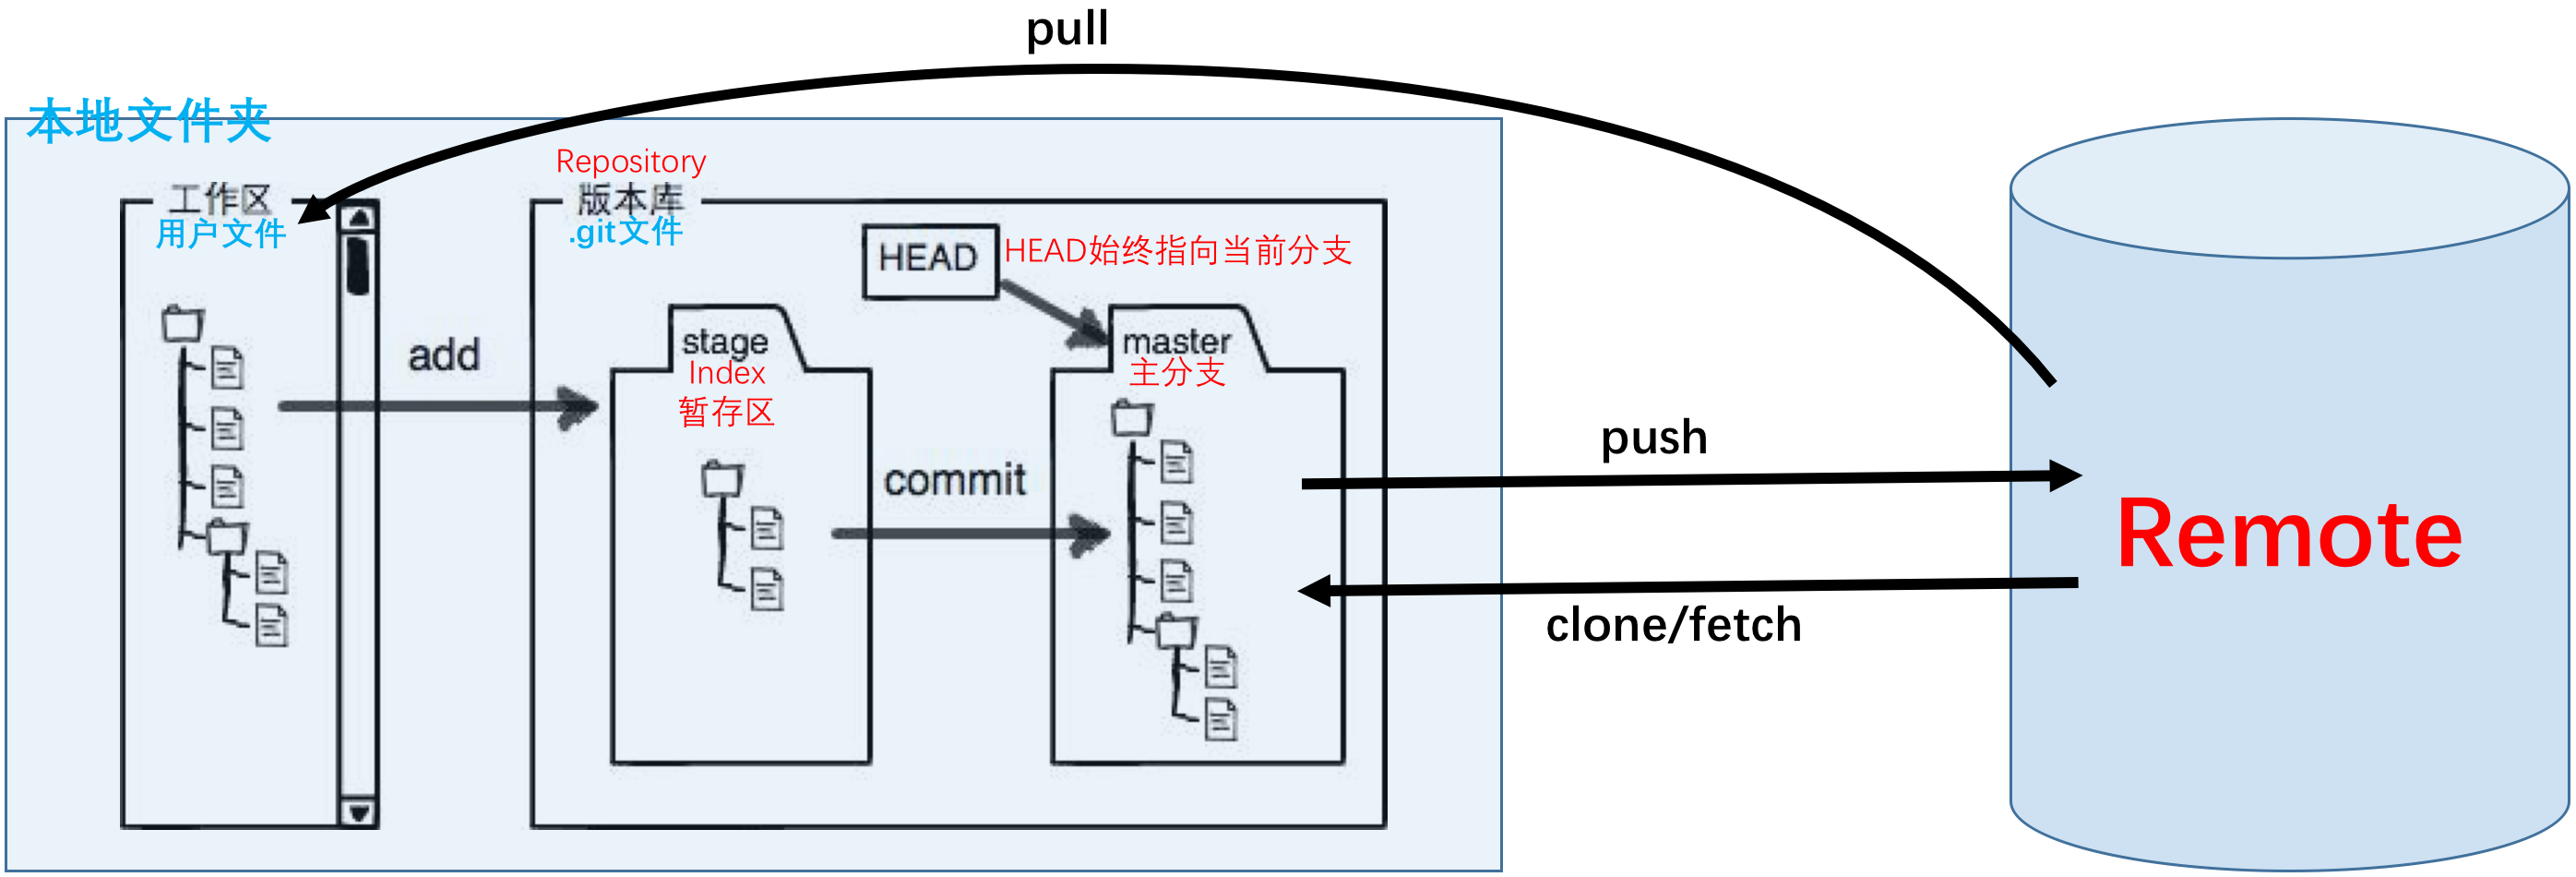 pull
本地文件夹
工作区
用户文件
Repository
版本库
.git文件
HEAD
HEAD始终指向当前分支
add
stage
Index
暂存区
commit
master
主分支
push
clone/fetch
Remote